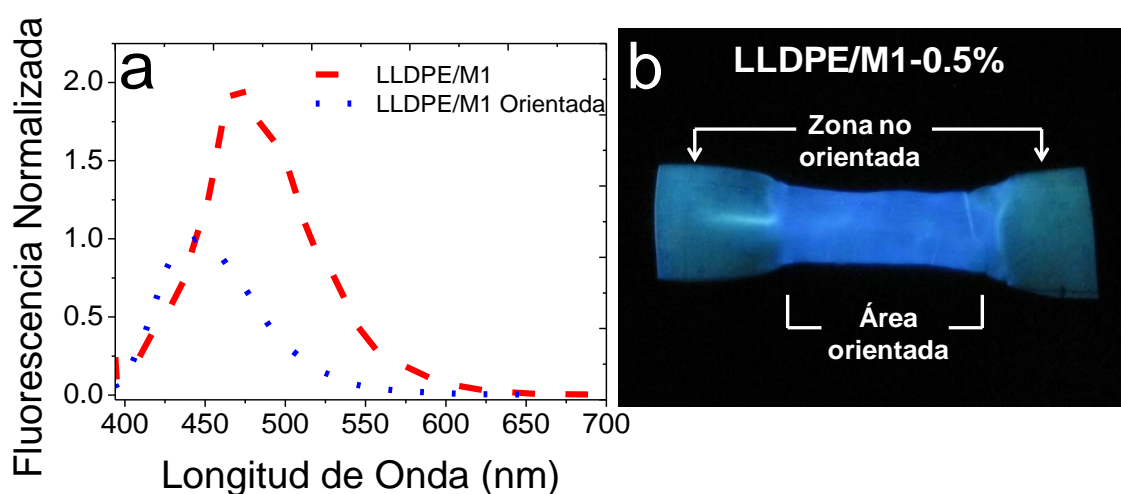 a
LLDPE/M1
LLDPE/M1 Orientada
Fluorescencia Normalizada
2.0
1.5
1.0
0.5
0.0
400 450 500 550 600 650 700
Longitud de Onda (nm)
b
LLDPE/M1-0.5%
Zona no
orientada
Área
orientada